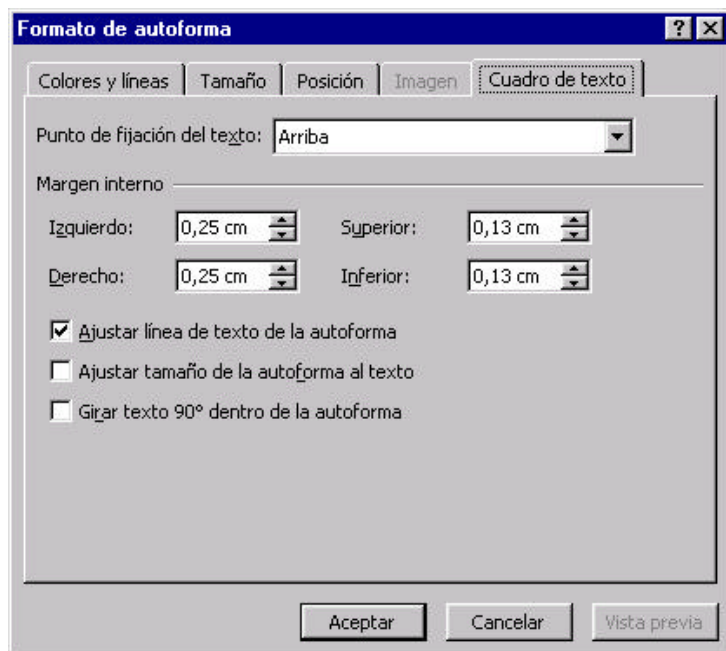 Formato de autoforma
Colores y líneas Tamaño Posición Imagen Cuadro de texto
Punto de fijación del texto: Arriba
Margen interno
Izquierdo: 0,25 cm Superior: 0,13 cm
Derecho: 0,25 cm Inferior: 0,13 cm
Ajustar línea de texto de la autoforma
Ajustar tamaño de la autoforma al texto
Girar texto 90° dentro de la autoforma
Aceptar Cancelar Vista previa